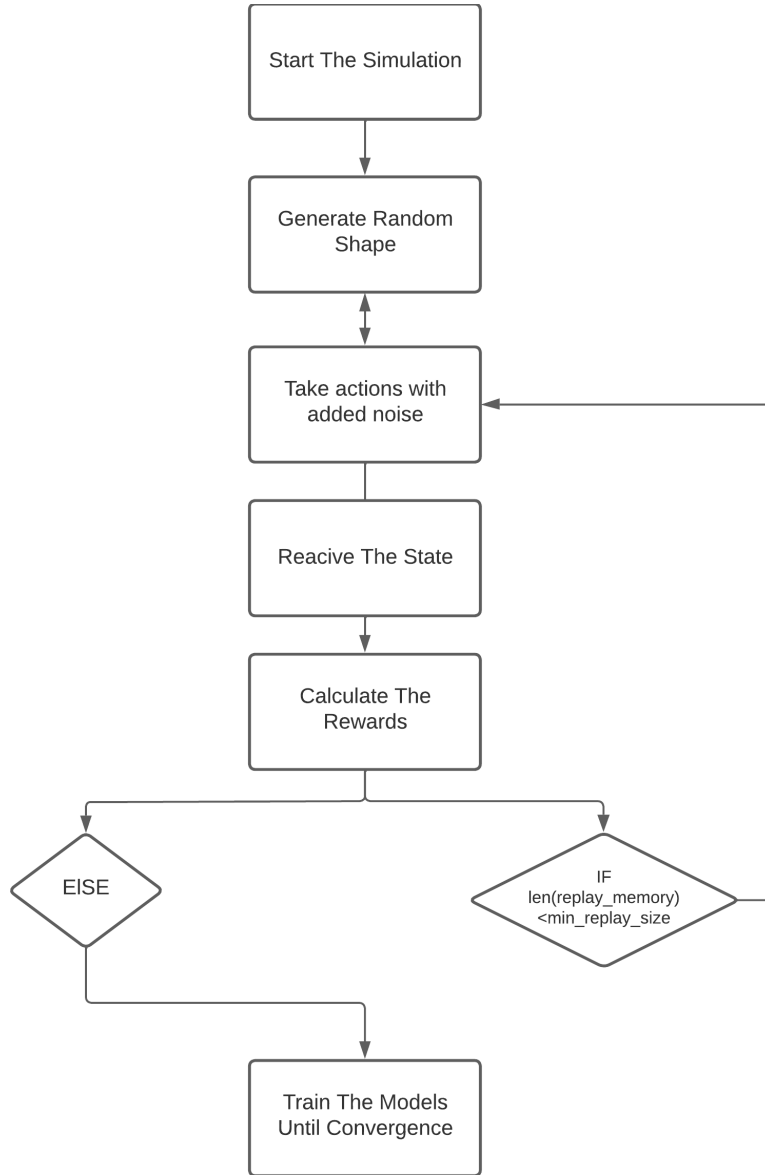 Start The Simulation
Generate Random
Shape
Take actions with
added noise
Reacive The State
Calculate The
Rewards
ElSE
IF
len(replay_memory)
<min_replay_size
Train The Models
Until Convergence